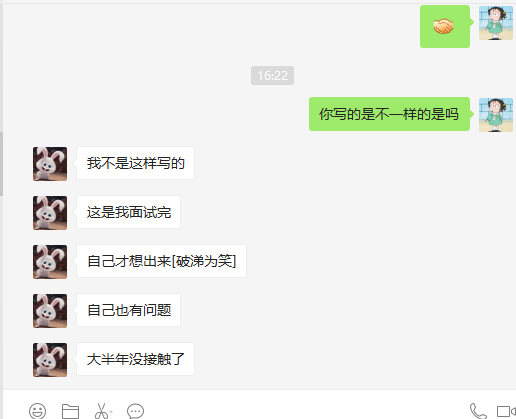 16:22
你写的是不一样的是吗
我不是这样写的
这是我面试完
自己才想出来[破涕为笑]
自己也有问题
大半年没接触了